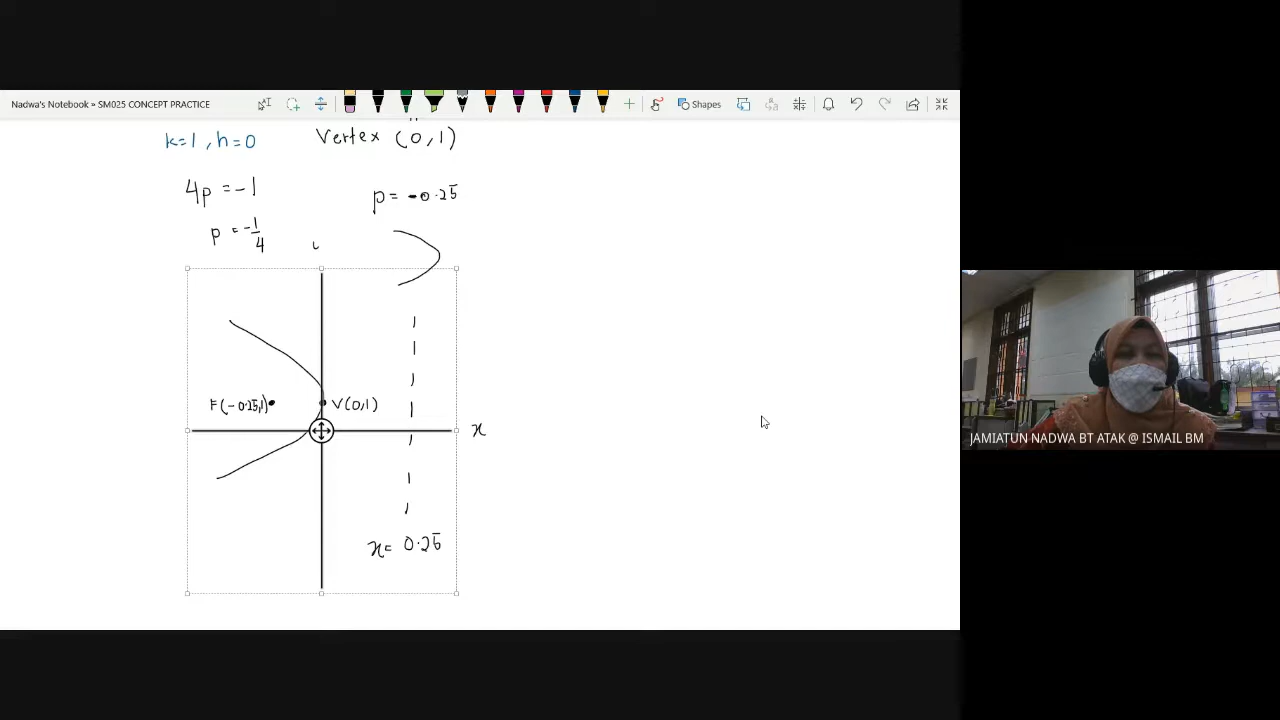 Nadwa's Notebook » SM025 CONCEPT PRACTICE
Shapes
k=1 , h=0
Vertex (0,1)
4p = -1
p = -0.25
p = -1/4
F(-0.25,1)
V(0,1)
x
x= 0.25
JAMIATUN NADWA BT ATAK @ ISMAIL BM